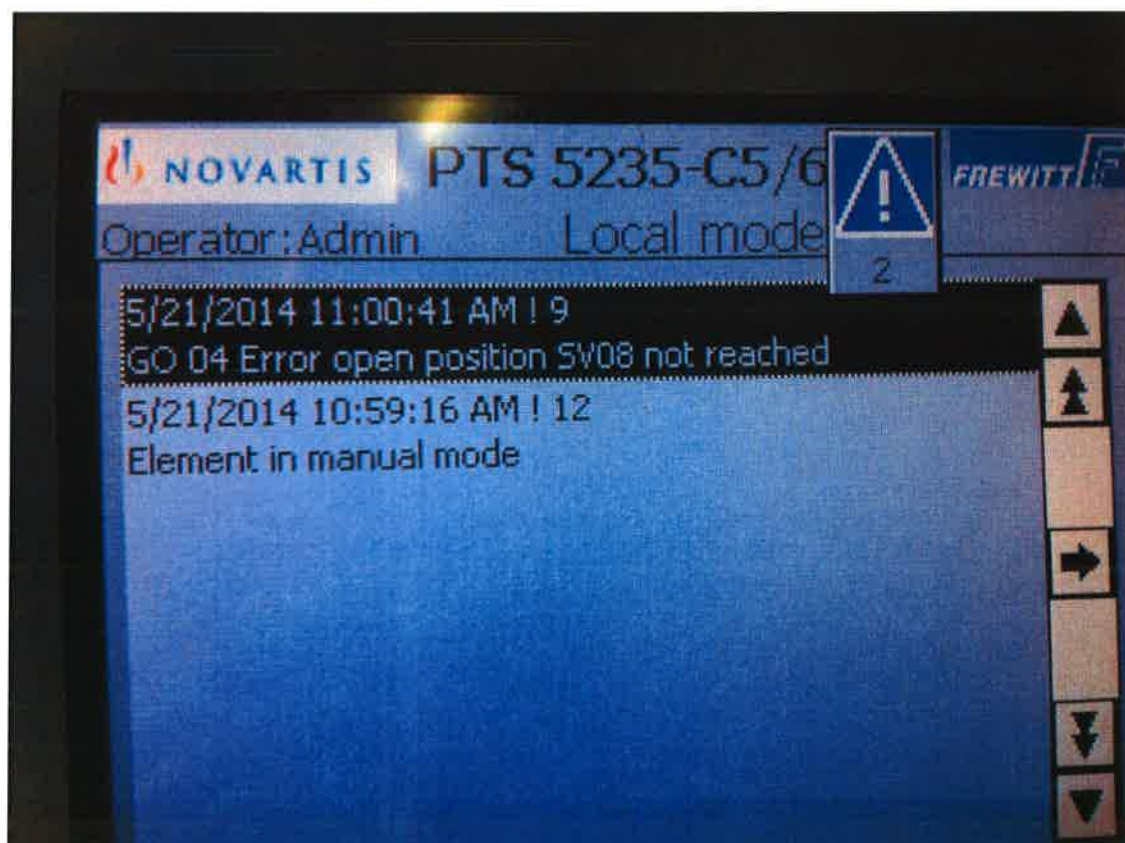 NOVARTIS PTS 5235-C5/6 FREWITT
Operator:Admin Local mode
2
5/21/2014 11:00:41 AM ! 9
GO 04 Error open position SV08 not reached
5/21/2014 10:59:16 AM ! 12
Element in manual mode